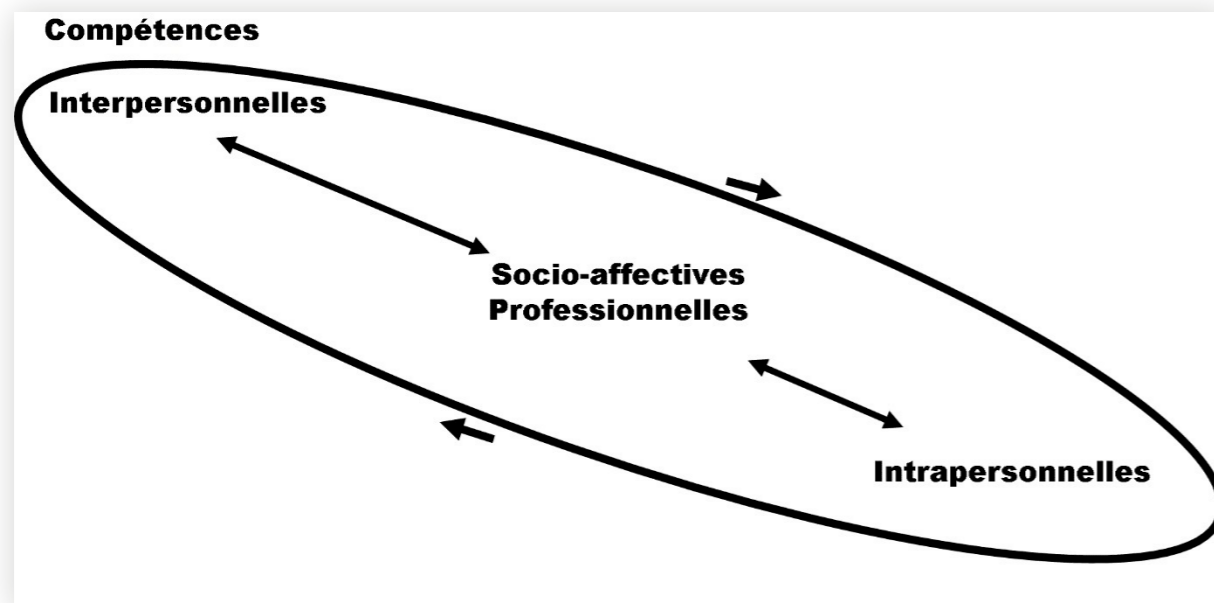 Compétences
Interpersonnelles
Socio-affectives
Professionnelles
Intrapersonnelles